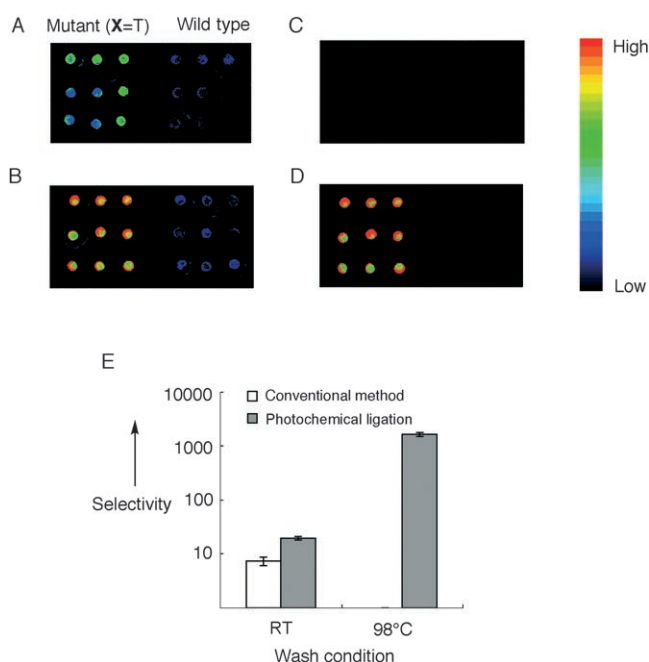 A
Mutant (X=T)
Wild type
C
High
B
D
Low
E
10000
1000
100
10
Conventional method
Photochemical ligation
Selectivity
RT
98°C
Wash condition